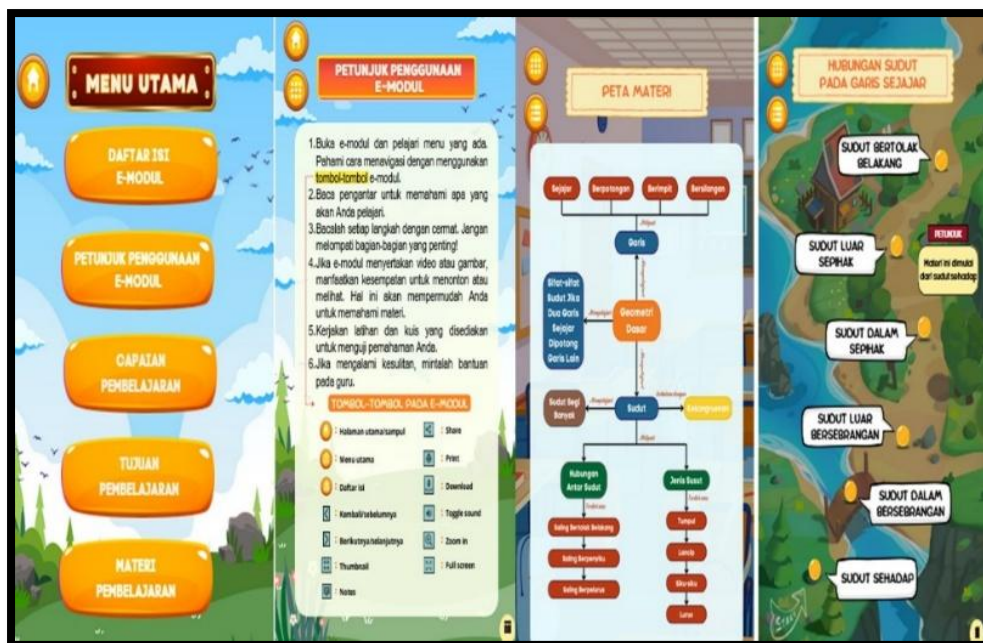 MENU UTAMA
DAFTAR ISI
E-MODUL
PETUNJUK PENGGUNAAN
E-MODUL
CAPAIAN
PEMBELAJARAN
TUJUAN
PEMBELAJARAN
MATERI
PEMBELAJARAN
PETUNJUK PENGGUNAAN
E-MODUL
1.Buka e-modul dan pelajari menu yang ada.
Pahami cara menavigasi dengan menggunakan
tombol-tombol e-modul.
2.Baca pengantar untuk memahami apa yang
akan Anda pelajari.
3.Bacalah setiap langkah dengan cermat. Jangan
melompati bagian-bagian yang penting!
4.Jika e-modul menyertakan video atau gambar,
manfaatkan kesempatan untuk menonton atau
melihat. Hal ini akan mempermudah Anda
untuk memahami materi.
5.Kerjakan latihan dan kuis yang disediakan
untuk menguji pemahaman Anda.
6.Jika mengalami kesulitan, mintalah bantuan
pada guru.
TOMBOL-TOMBOL PADA E-MODUL
: Halaman utama/sampul
: Menu utama
: Daftar isi
: Kembali/sebelumnya
: Berikutnya/selanjutnya
: Thumbnail
: Notes
: Share
: Print
: Download
: Toggle sound
: Zoom in
: Full screen
PETA MATERI
Sejajar
Berpotongan
Berimpit
Bersilangan
Garis
Sifat-sifat
Sudut Jika
Dua Garis
Sejajar
Dipotong
Garis Lain
Geometri
Dasar
Sudut Segi
Banyak
Sudut
Kekongruenan
Hubungan
Antar Sudut
Jenis Sudut
Saling Bertolak Belakang
Saling Berpenyiku
Saling Berpelurus
Tumpul
Lancip
Siku-siku
Lurus
HUBUNGAN SUDUT
PADA GARIS SEJAJAR
SUDUT BERTOLAK
BELAKANG
SUDUT LUAR
SEPIHAK
PETUNJUK
Materi ini dimulai
dari sudut sehadap
SUDUT DALAM
SEPIHAK
SUDUT LUAR
BERSEBRANGAN
SUDUT DALAM
BERSEBRANGAN
SUDUT SEHADAP